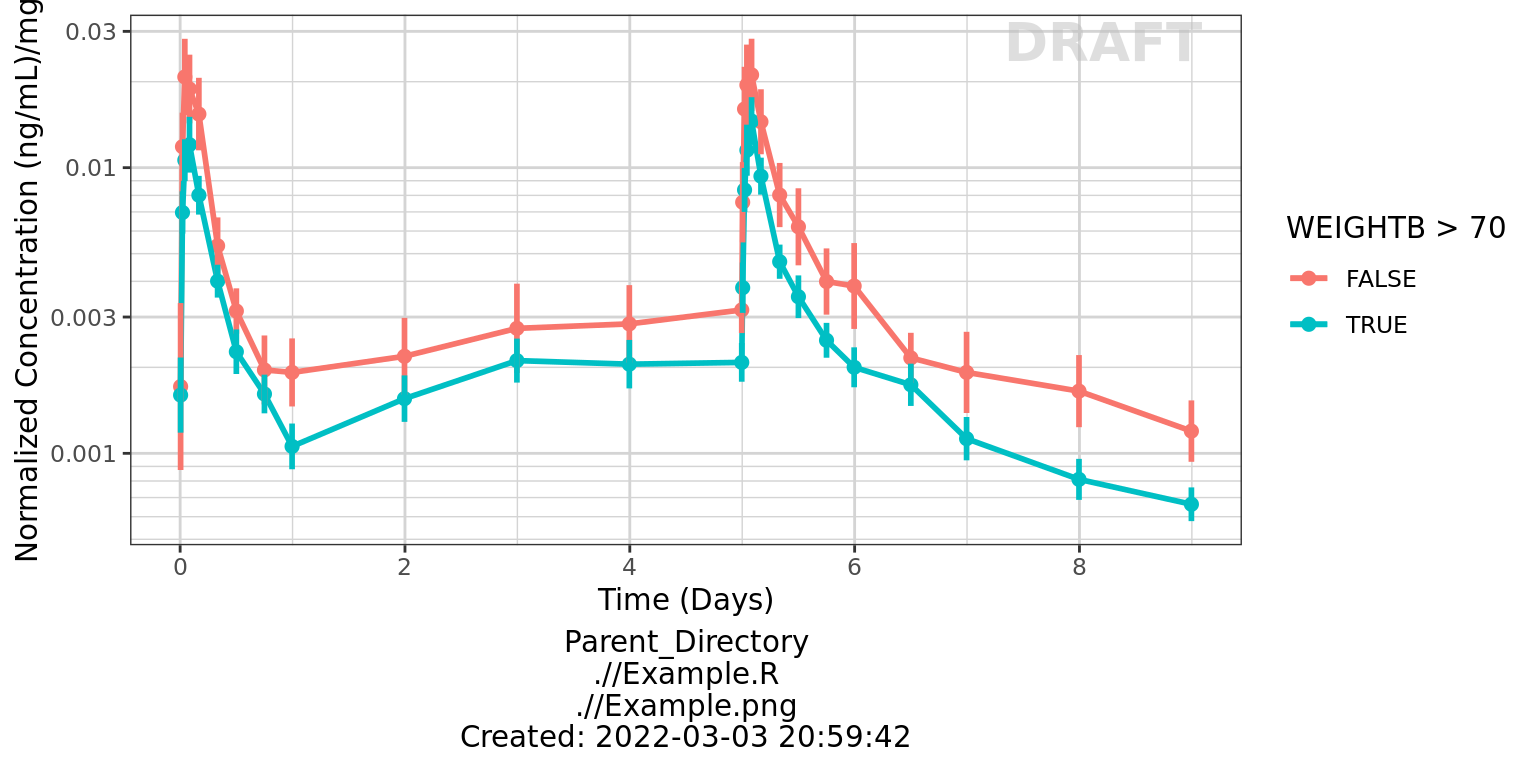 DRAFT
Normalized Concentration (ng/mL)/mg
0.03
0.01
0.003
0.001
0 2 4 6 8
Time (Days)
WEIGHTB > 70
FALSE
TRUE
Parent_Directory
.//Example.R
.//Example.png
Created: 2022-03-03 20:59:42